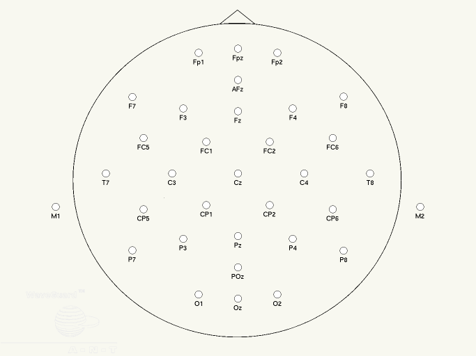 Fp1 Fpz Fp2
AFz
F7 F3 Fz F4 F8
FC5 FC1 FC2 FC6
T7 C3 Cz C4 T8
M1 CP5 CP1 CP2 CP6 M2
P7 P3 Pz P4 P8
POz
O1 Oz O2